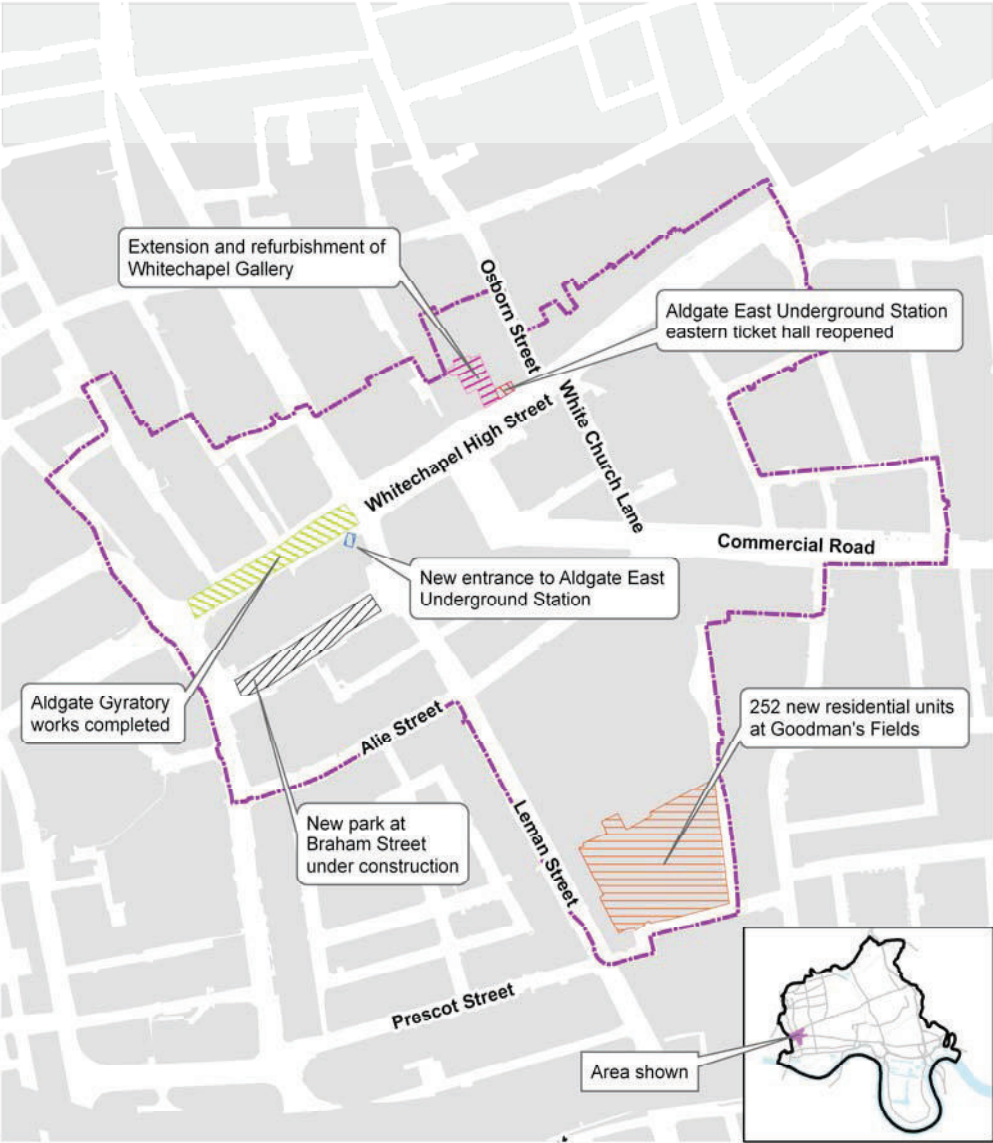 Extension and refurbishment of
Whitechapel Gallery
Osborn Street
Aldgate East Underground Station
eastern ticket hall reopened
White Church Lane
Whitechapel High Street
Commercial Road
New entrance to Aldgate East
Underground Station
Aldgate Gyratory
works completed
252 new residential units
at Goodman's Fields
Alie Street
New park at
Braham Street
under construction
Leman Street
Prescot Street
Area shown